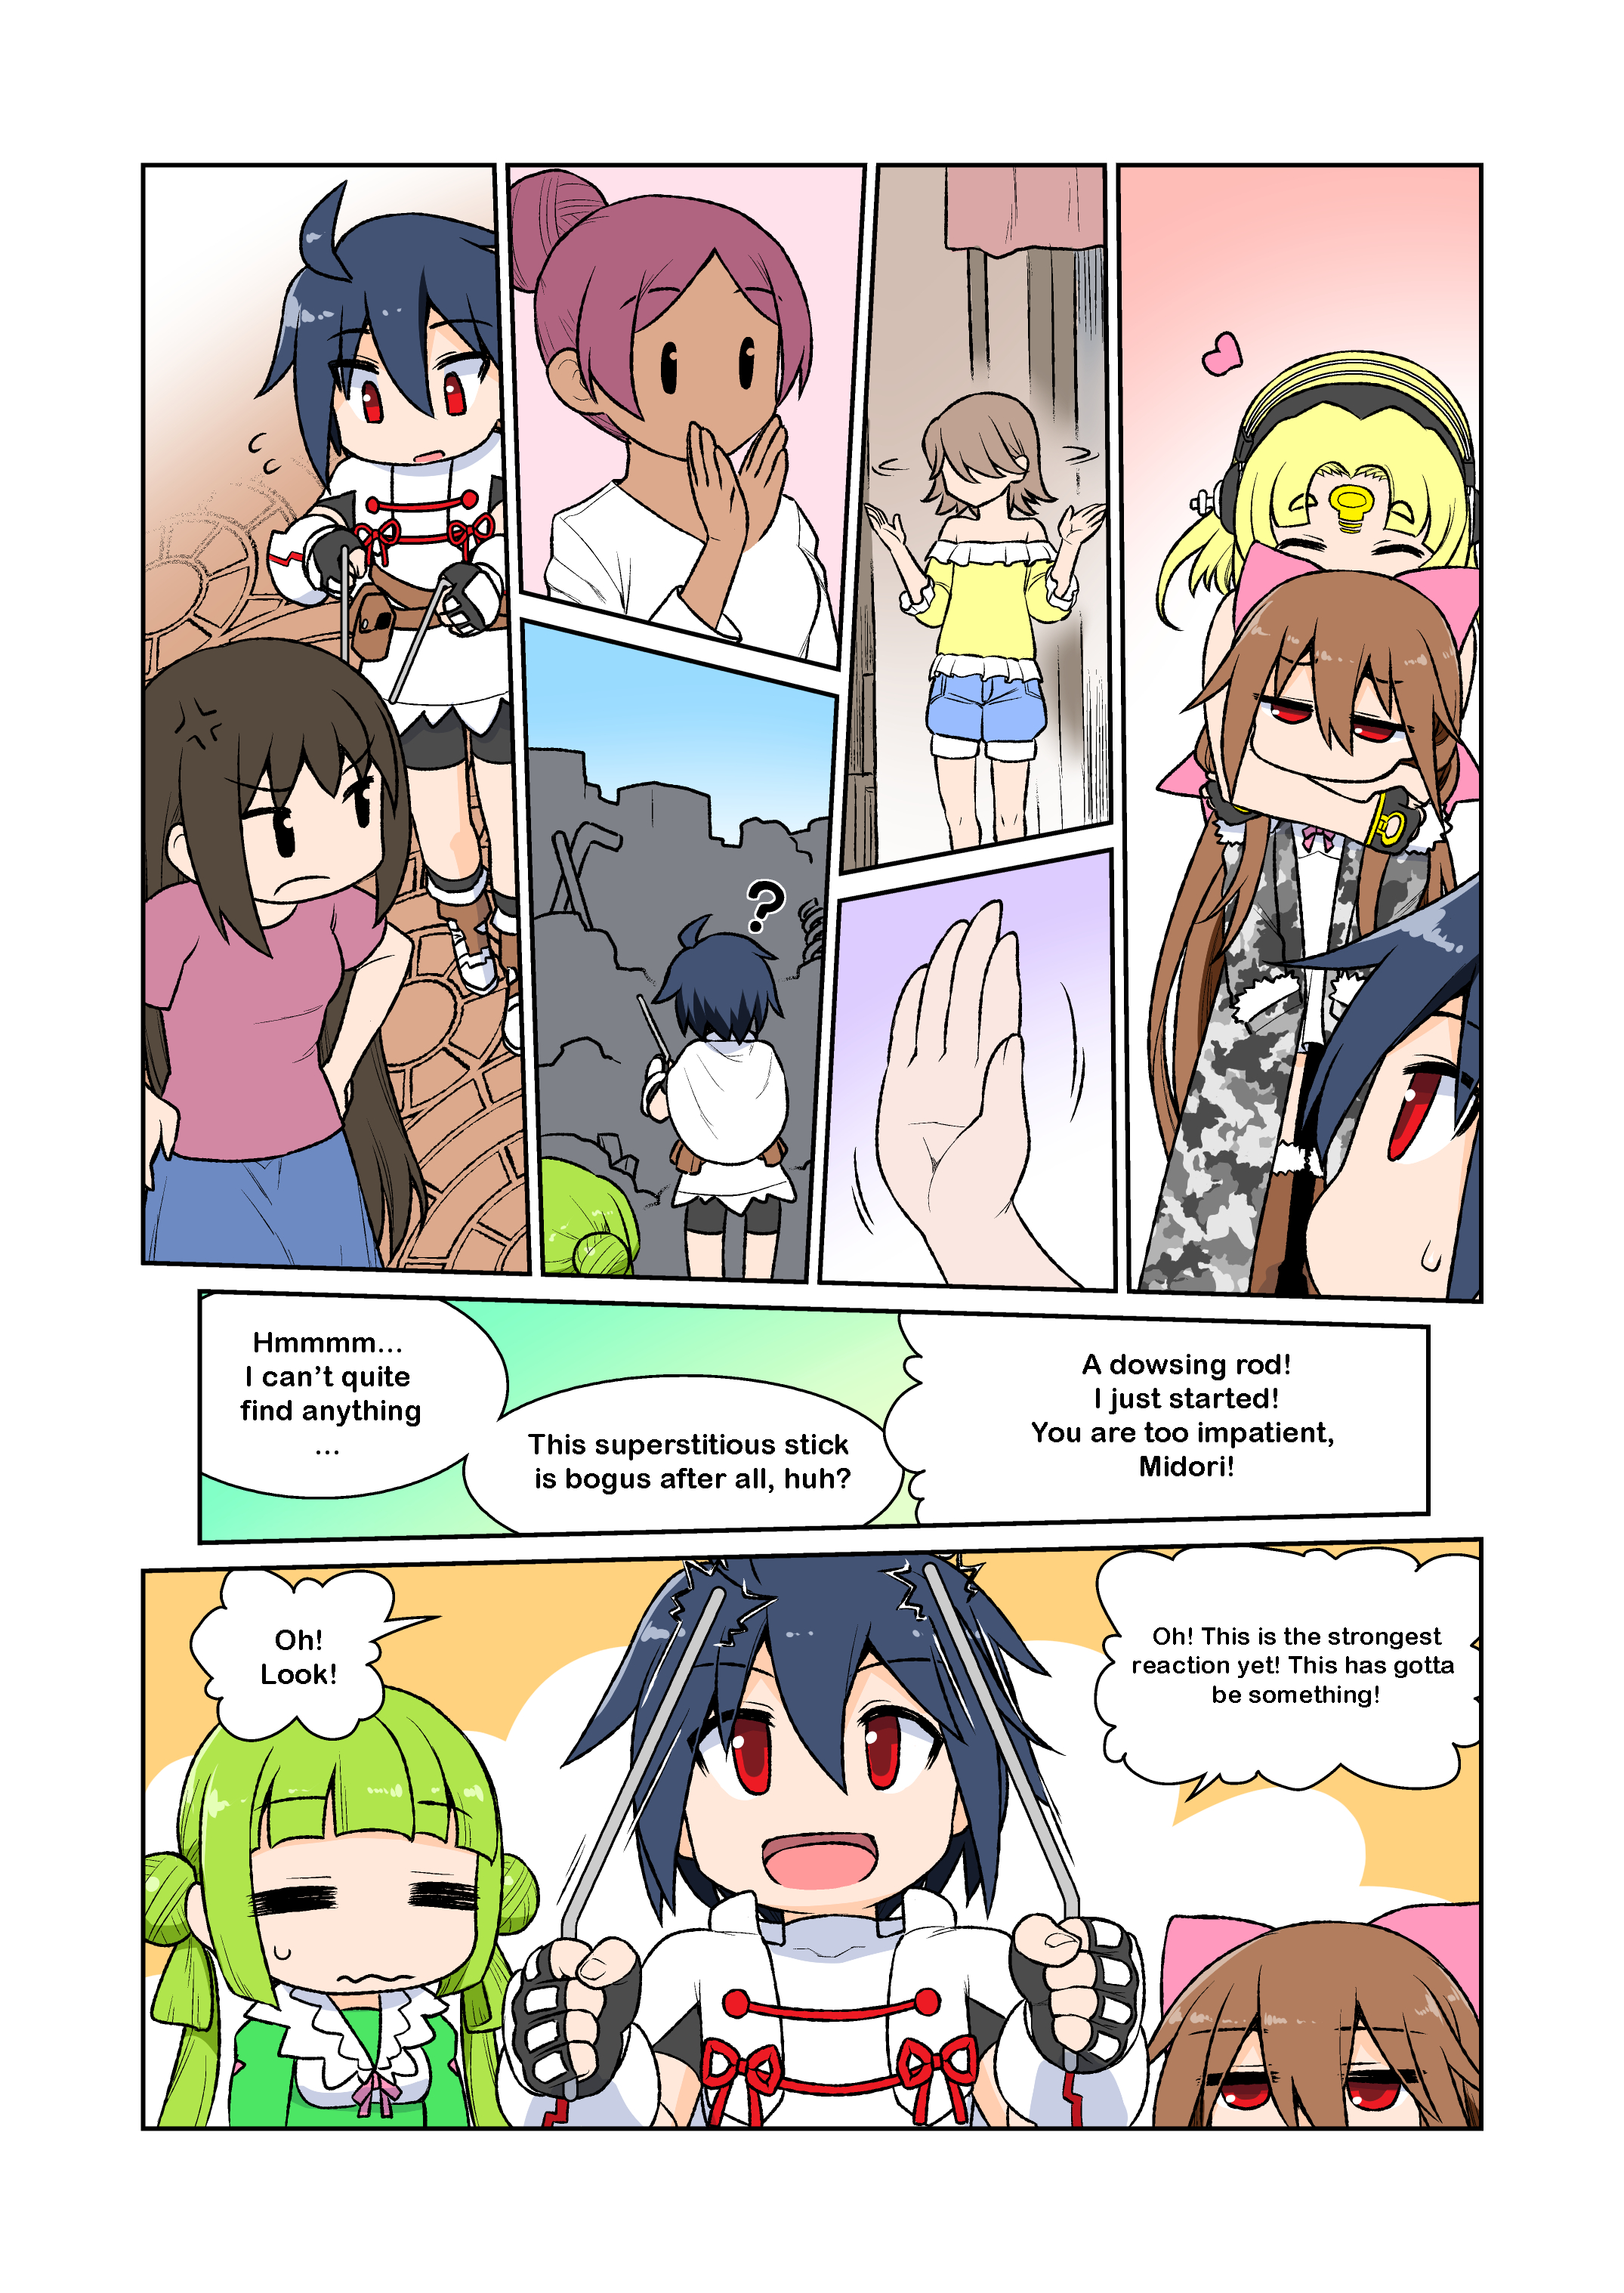 ?
Hmmmm...
I can't quite
find anything
...
This superstitious stick
is bogus after all, huh?
A dowsing rod!
I just started!
You are too impatient,
Midori!
Oh!
Look!
Oh! This is the strongest
reaction yet! This has gotta
be something!